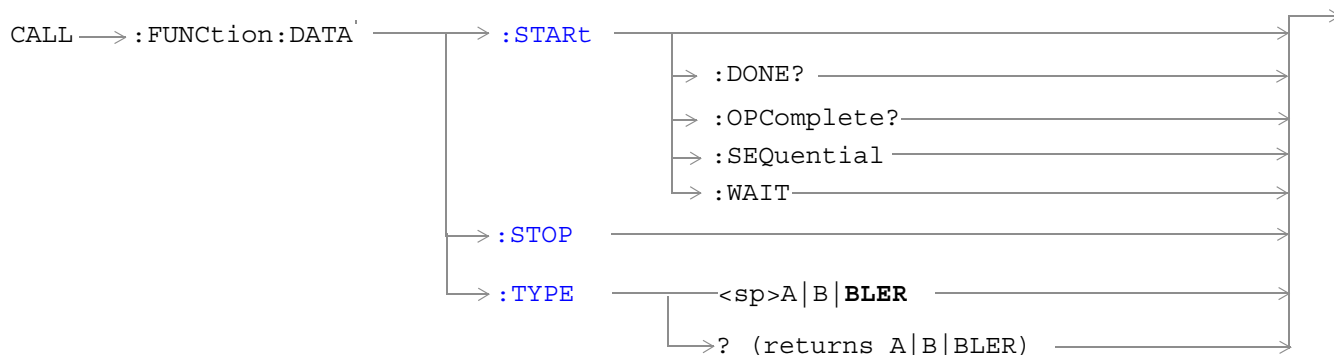 CALL :FUNCtion:DATA :STARt
:DONE?
:OPComplete?
:SEQuential
:WAIT
:STOP
:TYPE <sp>A|B|BLER
? (returns A|B|BLER)